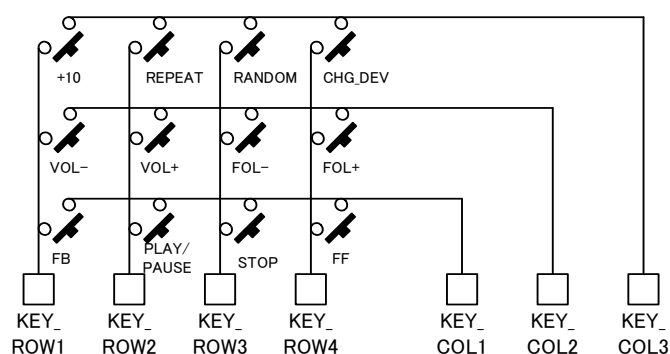 +10 REPEAT RANDOM CHG_DEV
VOL− VOL+ FOL− FOL+
FB PLAY/ STOP FF
PAUSE
KEY_ KEY_ KEY_ KEY_ KEY_ KEY_ KEY_
ROW1 ROW2 ROW3 ROW4 COL1 COL2 COL3